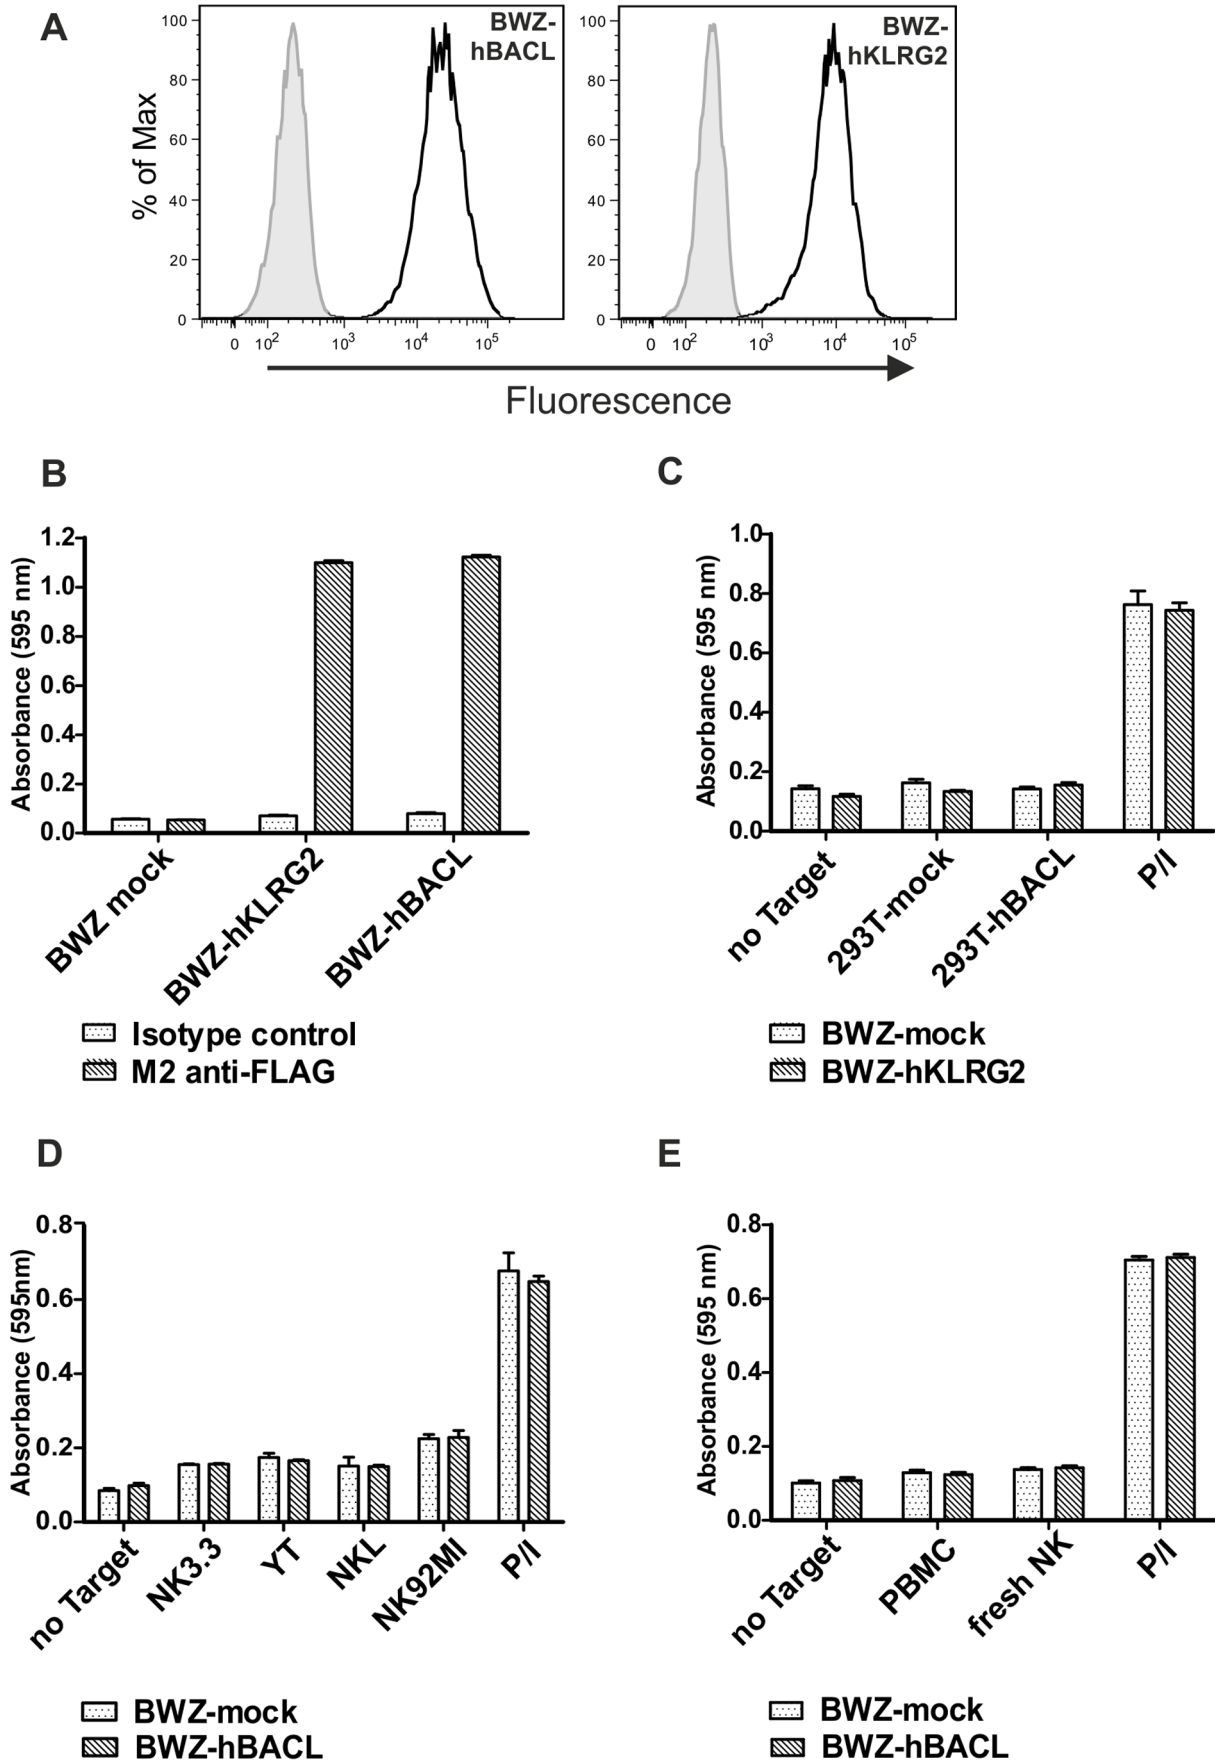 A
BWZ-
hBACL
BWZ-
hKLRG2
% of Max
100
80
60
40
20
0
100
80
60
40
20
0
0 10² 10³ 10⁴ 10⁵
0 10² 10³ 10⁴ 10⁵
Fluorescence
B
Absorbance (595 nm)
1.2
1.0
0.8
0.6
0.4
0.2
0.0
BWZ mock
BWZ-hKLRG2
BWZ-hBACL
Isotype control
M2 anti-FLAG
C
Absorbance (595 nm)
1.0
0.8
0.6
0.4
0.2
0.0
no Target
293T-mock
293T-hBACL
P/I
BWZ-mock
BWZ-hKLRG2
D
Absorbance (595nm)
0.8
0.6
0.4
0.2
0.0
no Target
NK3.3
YT
NKL
NK92MI
P/I
BWZ-mock
BWZ-hBACL
E
Absorbance (595 nm)
0.8
0.6
0.4
0.2
0.0
no Target
PBMC
fresh NK
P/I
BWZ-mock
BWZ-hBACL